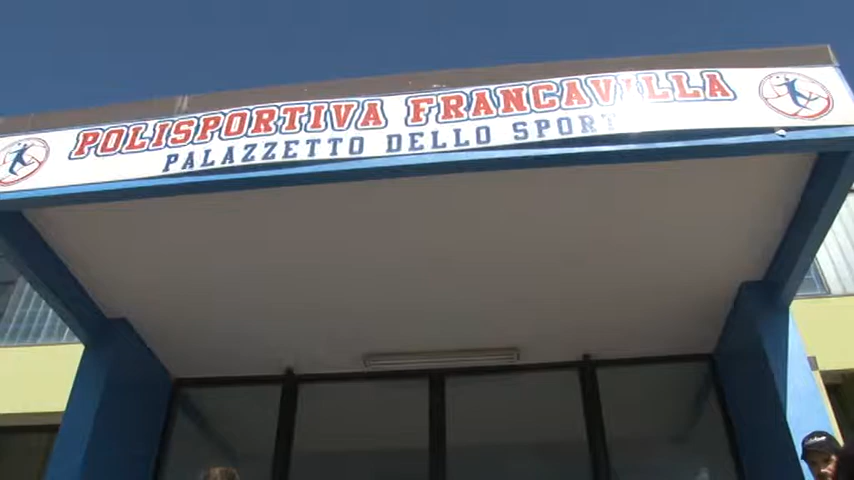 POLISPORTIVA FRANCAVILLA
PALAZZETTO DELLO SPORT